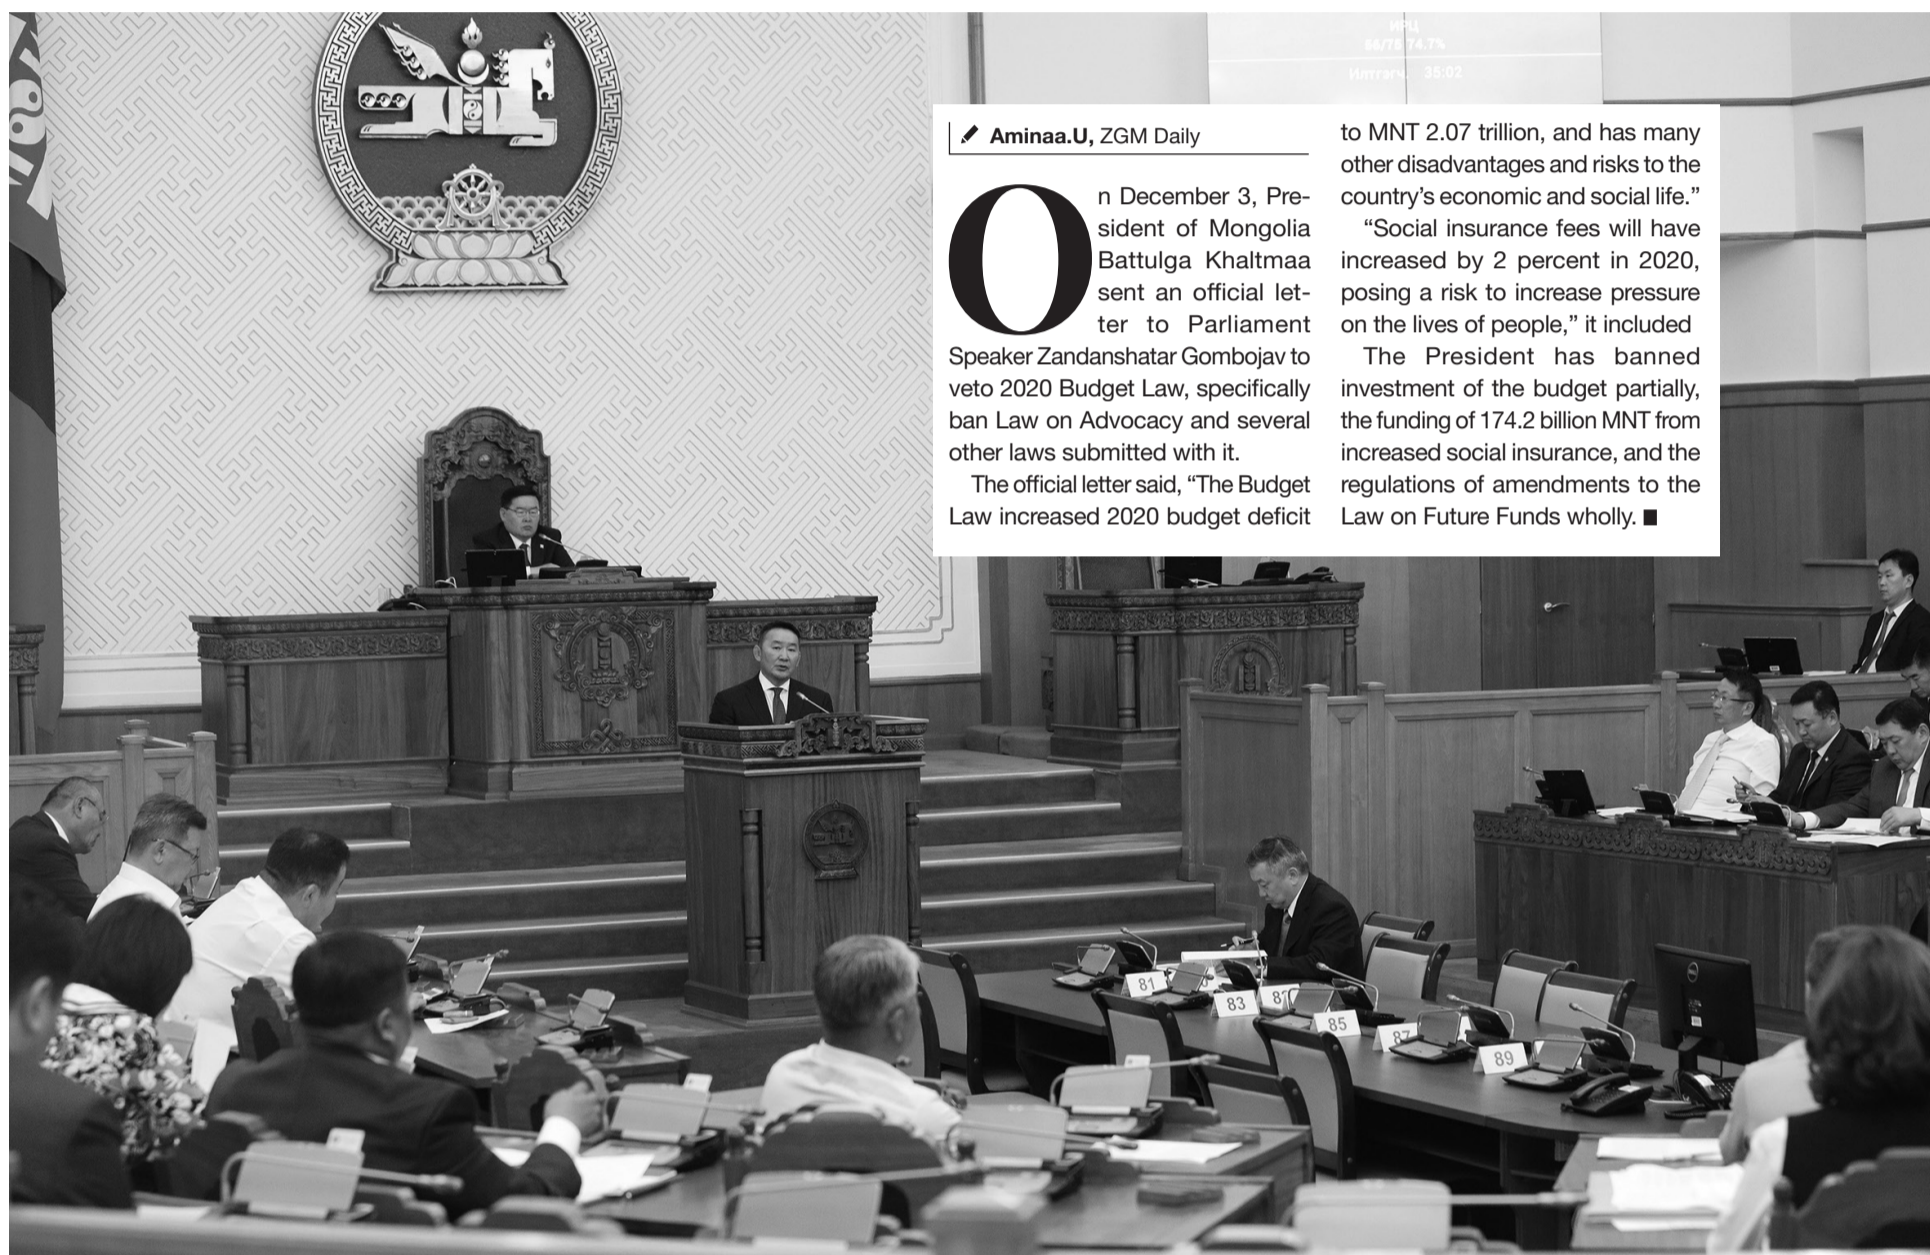 ИРЦ
74.7%
Илтгэгч. 35:02
Aminaa.U, ZGM Daily
On December 3, Pre-
sident of Mongolia
Battulga Khaltmaa
sent an official let-
ter to Parliament
Speaker Zandanshatar Gombojav to
veto 2020 Budget Law, specifically
ban Law on Advocacy and several
other laws submitted with it.
The official letter said, “The Budget
Law increased 2020 budget deficit
to MNT 2.07 trillion, and has many
other disadvantages and risks to the
country’s economic and social life.”
“Social insurance fees will have
increased by 2 percent in 2020,
posing a risk to increase pressure
on the lives of people,” it included
The President has banned
investment of the budget partially,
the funding of 174.2 billion MNT from
increased social insurance, and the
regulations of amendments to the
Law on Future Funds wholly.
81
83
85
87
89